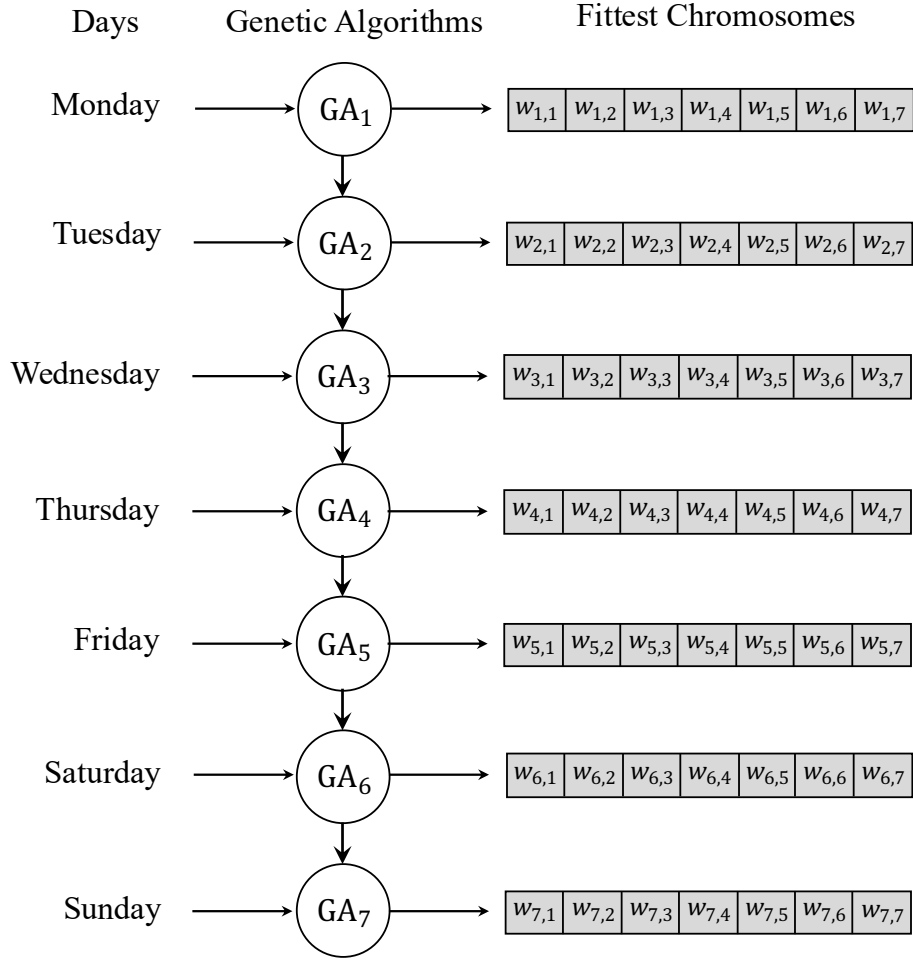 Days Genetic Algorithms Fittest Chromosomes
Monday GA₁ w₁,₁ w₁,₂ w₁,₃ w₁,₄ w₁,₅ w₁,₆ w₁,₇
Tuesday GA₂ w₂,₁ w₂,₂ w₂,₃ w₂,₄ w₂,₅ w₂,₆ w₂,₇
Wednesday GA₃ w₃,₁ w₃,₂ w₃,₃ w₃,₄ w₃,₅ w₃,₆ w₃,₇
Thursday GA₄ w₄,₁ w₄,₂ w₄,₃ w₄,₄ w₄,₅ w₄,₆ w₄,₇
Friday GA₅ w₅,₁ w₅,₂ w₅,₃ w₅,₄ w₅,₅ w₅,₆ w₅,₇
Saturday GA₆ w₆,₁ w₆,₂ w₆,₃ w₆,₄ w₆,₅ w₆,₆ w₆,₇
Sunday GA₇ w₇,₁ w₇,₂ w₇,₃ w₇,₄ w₇,₅ w₇,₆ w₇,₇